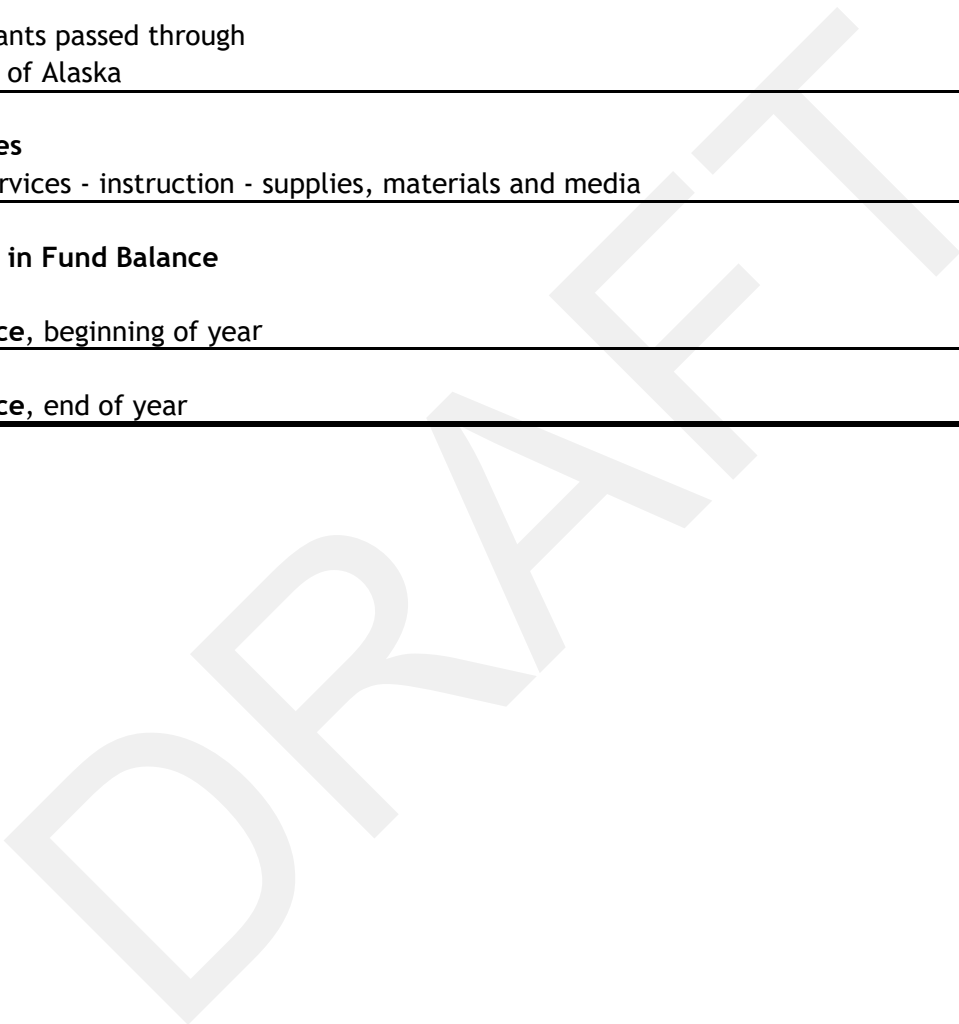 ants passed through
of Alaska
es
rvices - instruction - supplies, materials and media
in Fund Balance
ce, beginning of year
ce, end of year
DRAFT